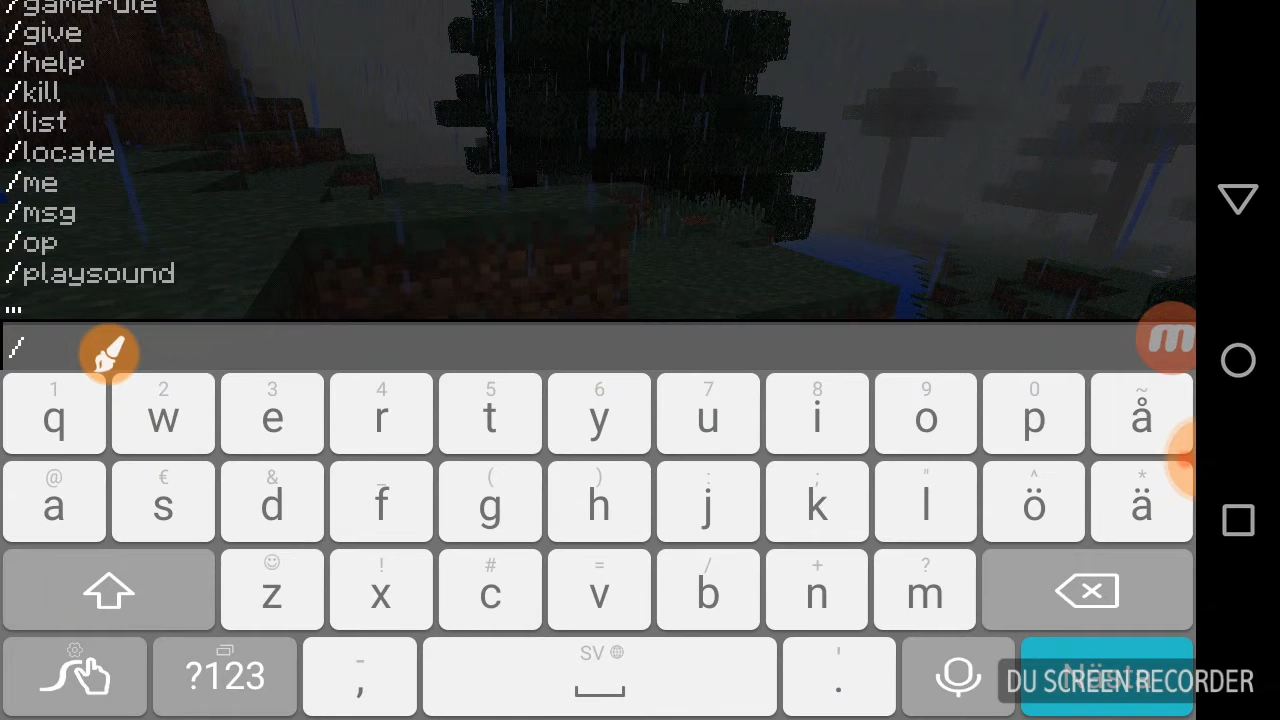 /gamerule
/give
/help
/kill
/list
/locate
/me
/msg
/op
/playsound
...
/
1 2 3 4 5 6 7 8 9 0 ~
q w e r t y u i o p å
@ € & _ ( ) : ; " ^ *
a s d f g h j k l ö ä
! # = / + ?
z x c v b n m
- SV '
?123 , . Nästa
DU SCREEN RECORDER